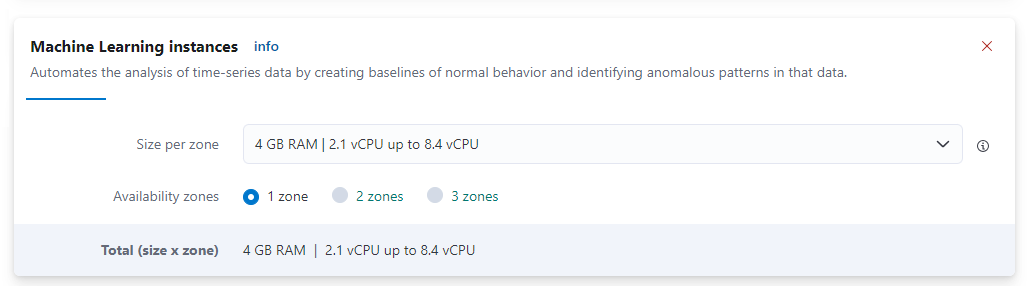 Machine Learning instances info
Automates the analysis of time-series data by creating baselines of normal behavior and identifying anomalous patterns in that data.
Size per zone 4 GB RAM | 2.1 vCPU up to 8.4 vCPU
Availability zones 1 zone 2 zones 3 zones
Total (size x zone) 4 GB RAM | 2.1 vCPU up to 8.4 vCPU